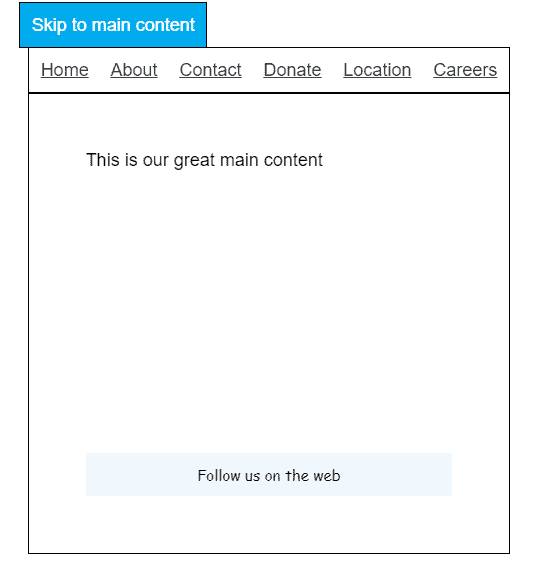 Skip to main content
Home About Contact Donate Location Careers
This is our great main content
Follow us on the web